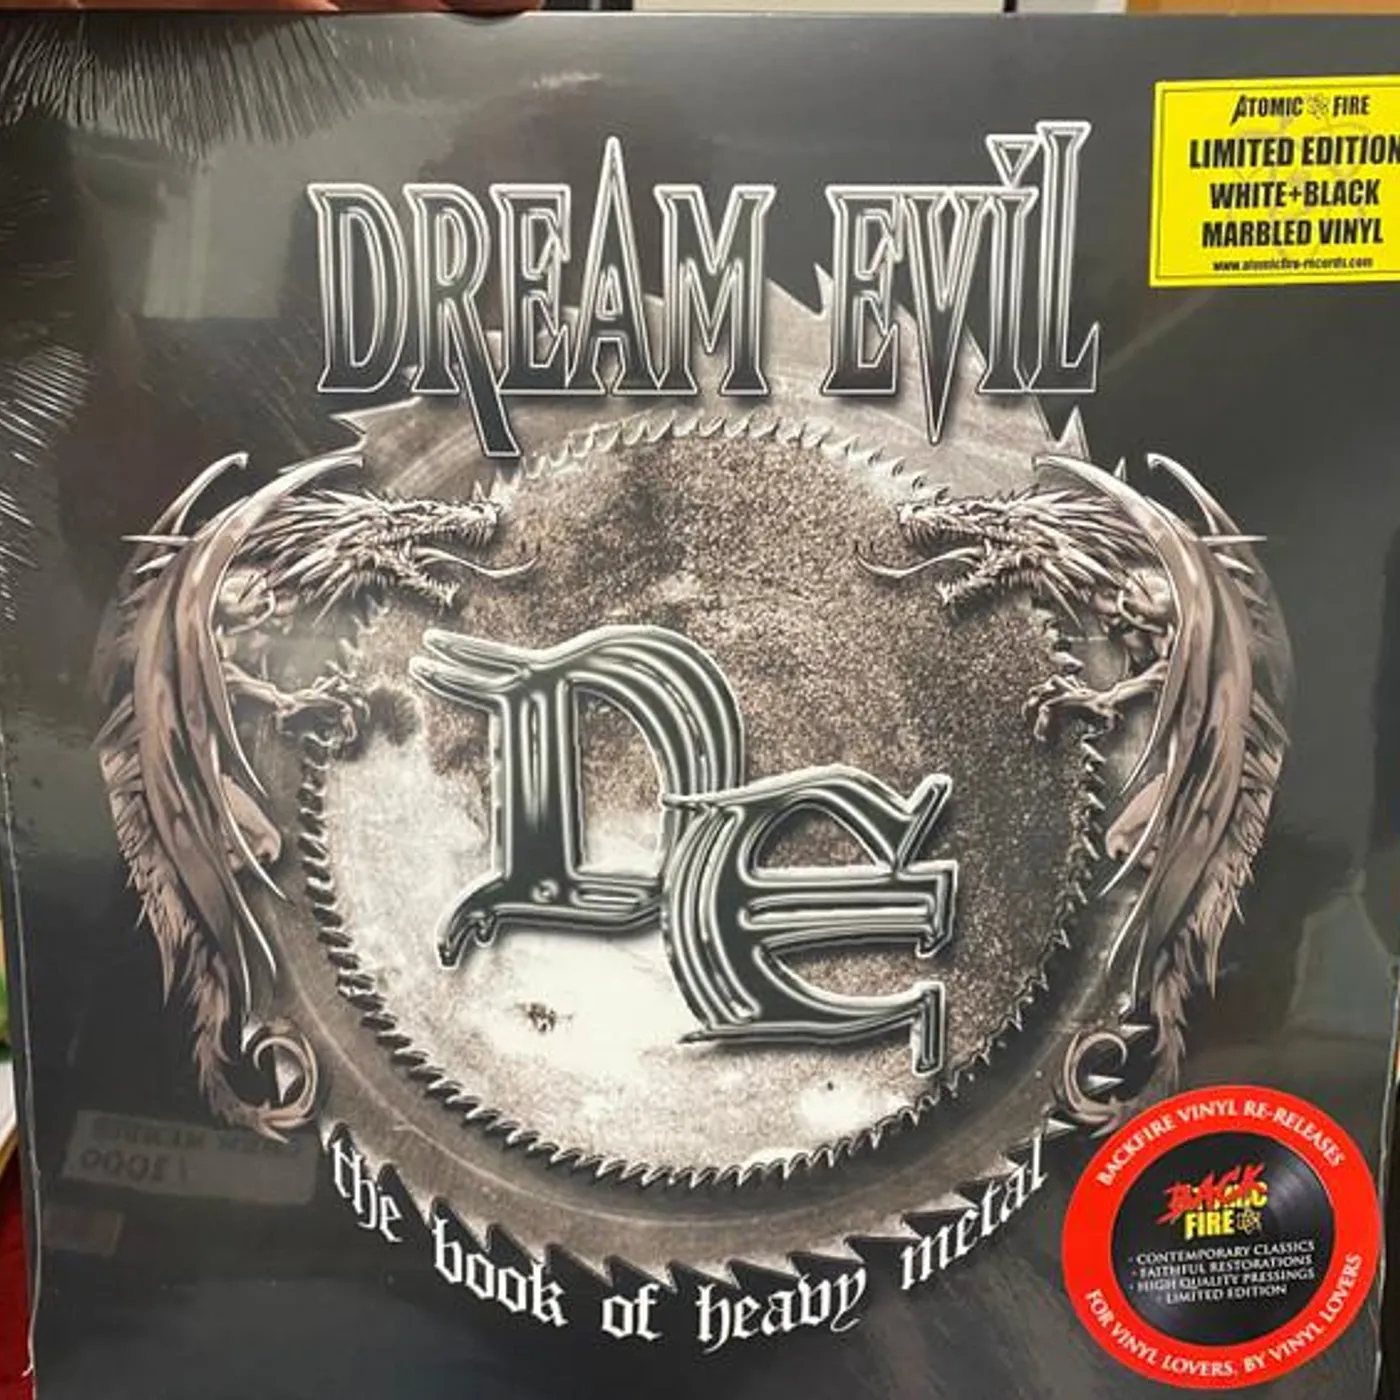 DREAM EVIL
ATOMIC FIRE
LIMITED EDITION
WHITE+BLACK
MARBLED VINYL
www.atomicfire-records.com
DE
the book of heavy metal
BACKFIRE VINYL RE-RELEASES
BACK
FIRE
· CONTEMPORARY CLASSICS
· FAITHFUL RESTORATIONS
· HIGH QUALITY PRESSINGS
· LIMITED EDITION
FOR VINYL LOVERS, BY VINYL LOVERS